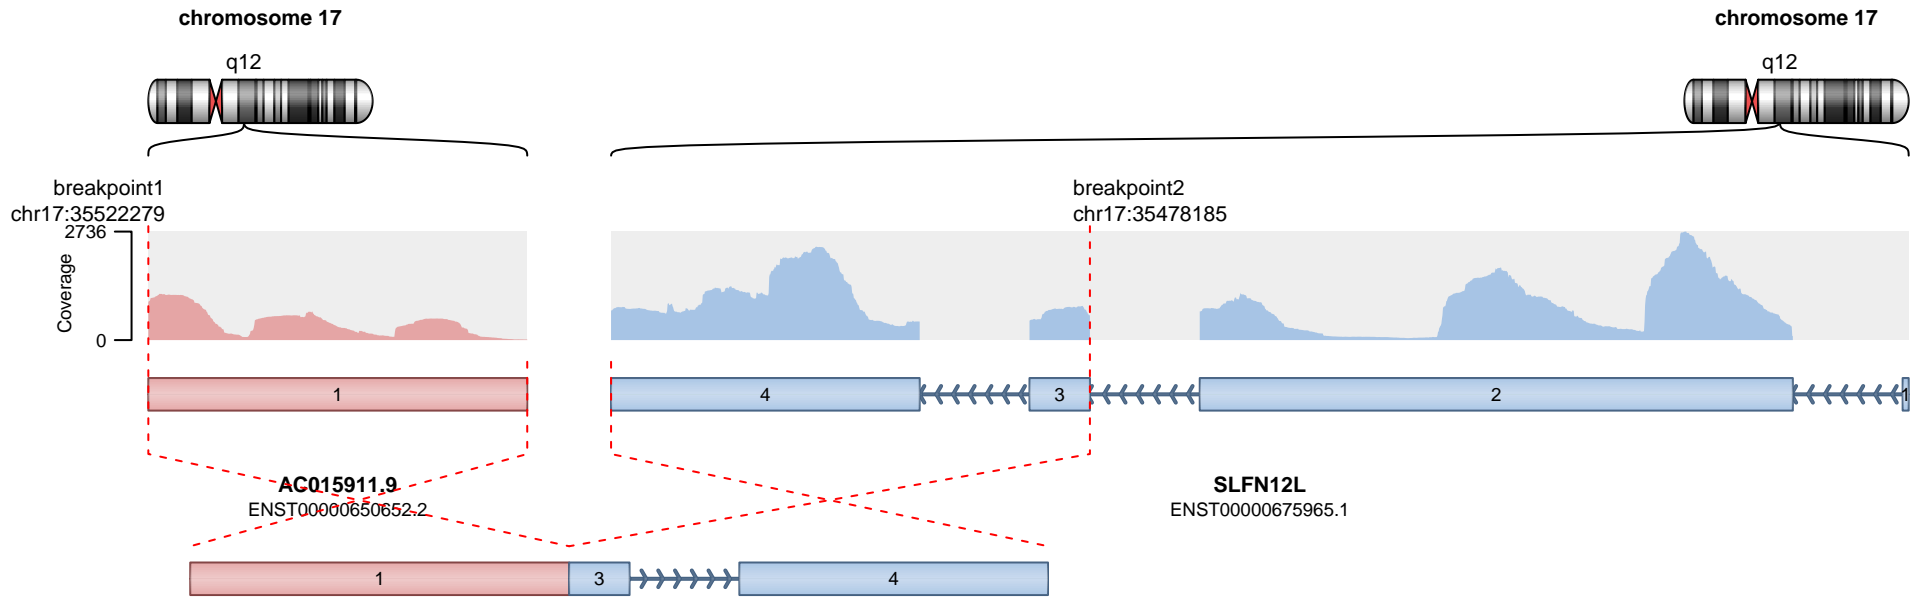 chromosome 17
chromosome 17
q12
q12
breakpoint1
chr17:35522279
breakpoint2
chr17:35478185
2736
Coverage
0
1
4
3
2
1
AC015911.9
ENST00000650652.2
SLFN12L
ENST00000675965.1
1
3
4